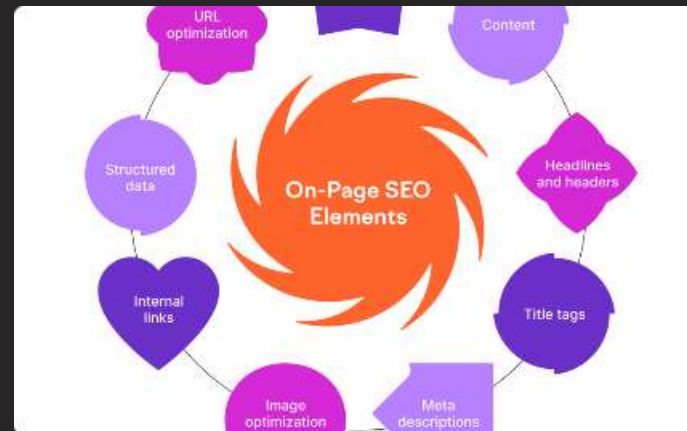 URL
optimization
Content
Structured
data
On-Page SEO
Elements
Headlines
and headers
Internal
links
Title tags
Image
optimization
Meta
descriptions